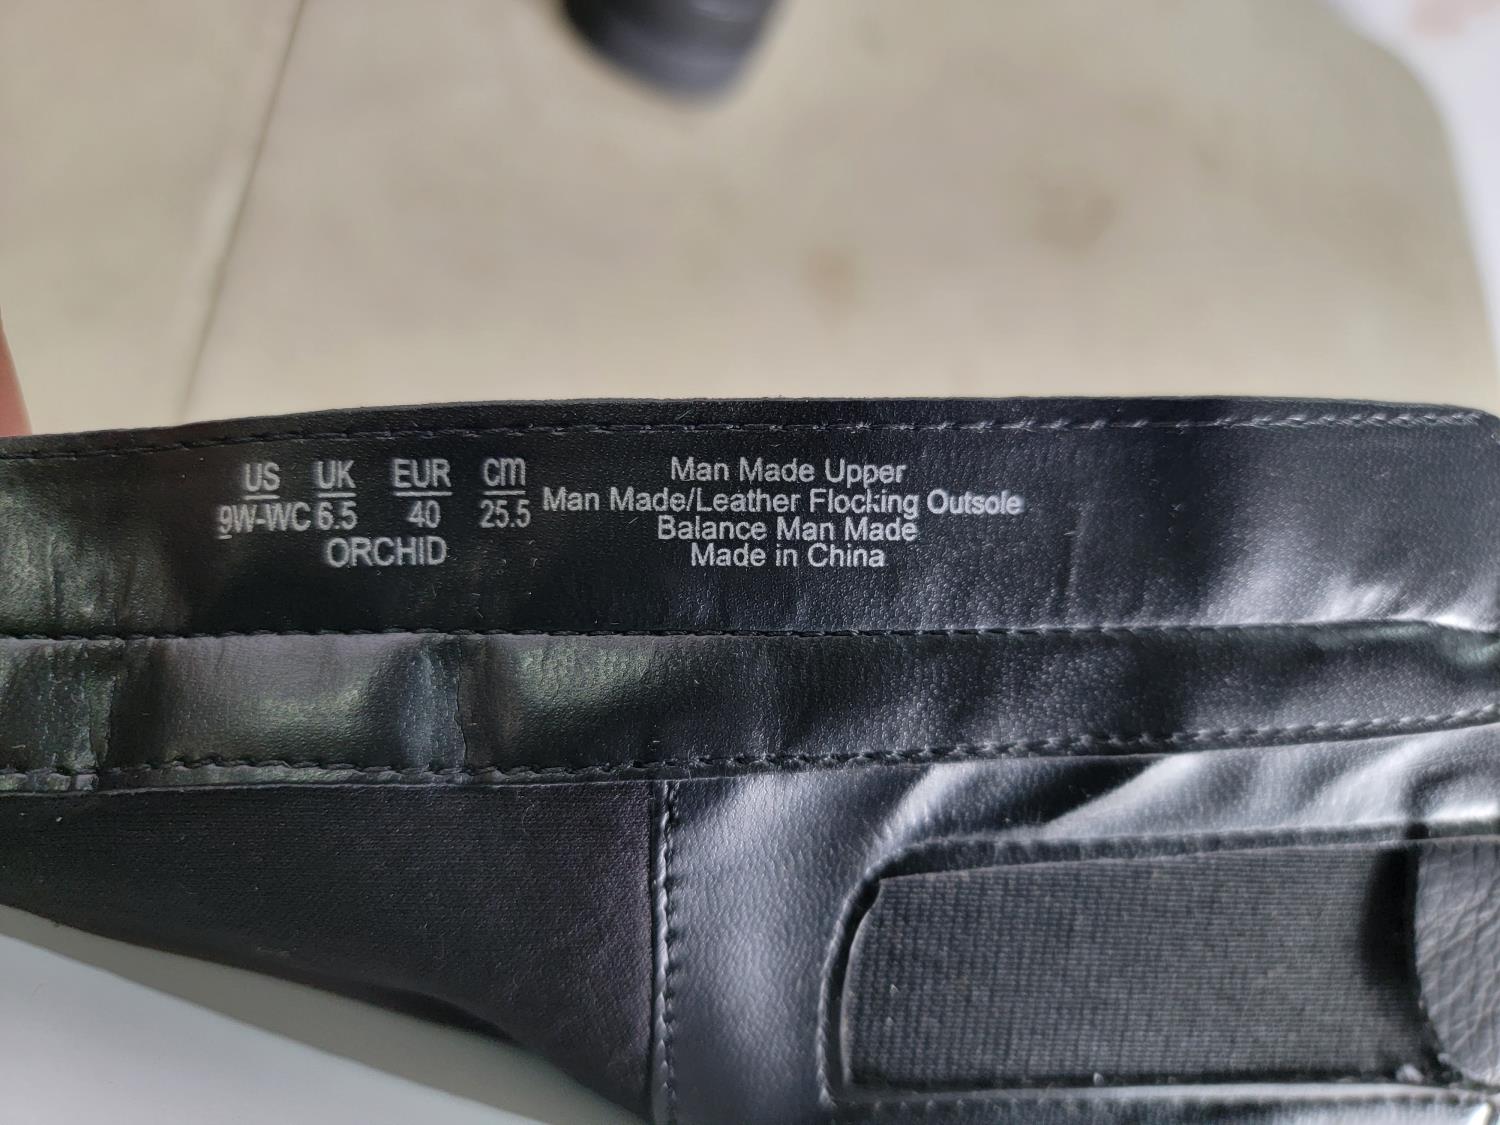 US UK EUR cm
9W-WC 6.5 40 25.5
ORCHID
Man Made Upper
Man Made/Leather Flocking Outsole
Balance Man Made
Made in China